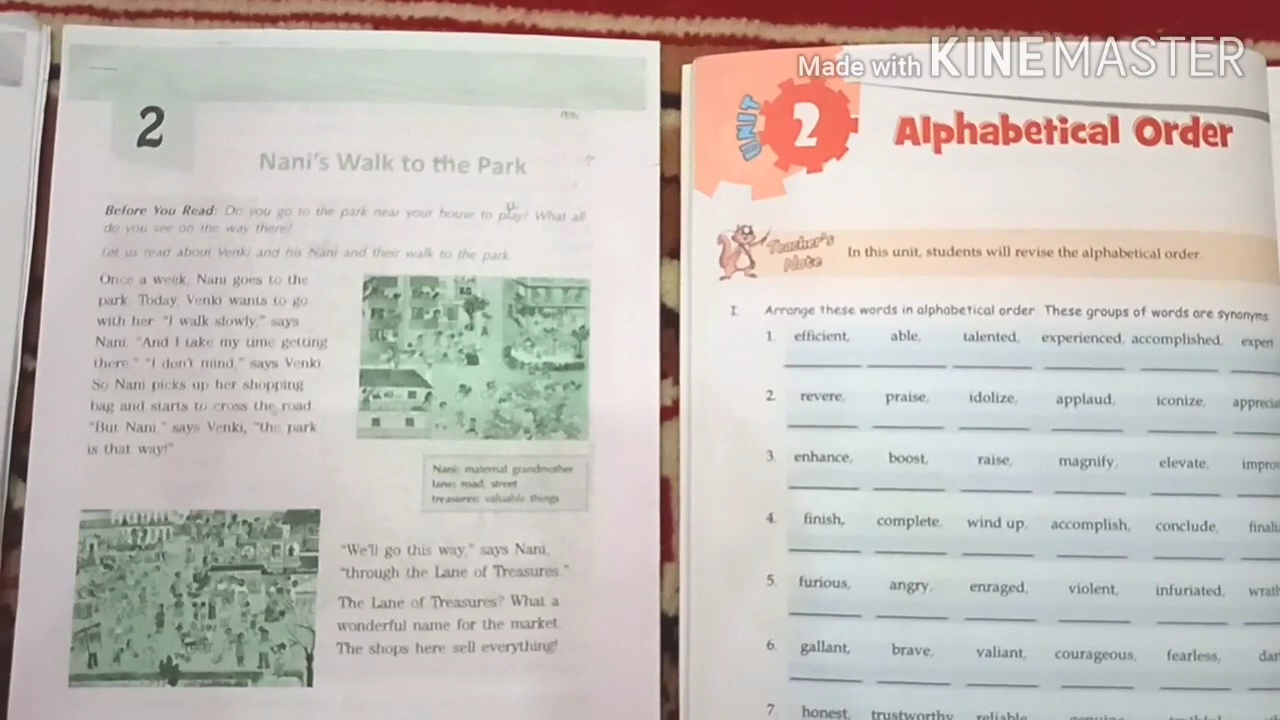 Made with KINEMASTER
2
Nani's Walk to the Park
Before You Read: Do you go to the park near your house to play? What all
do you see on the way there?
Let us read about Venki and his Nani and their walk to the park.
Once a week, Nani goes to the
park. Today, Venki wants to go
with her. "I walk slowly," says
Nani. "And I take my time getting
there." "I don't mind," says Venki.
So Nani picks up her shopping
bag and starts to cross the road.
"But Nani," says Venki, "the park
is that way!"
Nani: maternal grandmother
lane: road, street
treasures: valuable things
"We'll go this way," says Nani,
"through the Lane of Treasures."
The Lane of Treasures? What a
wonderful name for the market.
The shops here sell everything!
UNIT 2 Alphabetical Order
Teacher's
Note
In this unit, students will revise the alphabetical order.
I. Arrange these words in alphabetical order. These groups of words are synonyms.
1. efficient, able, talented, experienced, accomplished, expert
2. revere, praise, idolize, applaud, iconize, apprecia
3. enhance, boost, raise, magnify, elevate, impro
4. finish, complete, wind up, accomplish, conclude, finali
5. furious, angry, enraged, violent, infuriated, wrath
6. gallant, brave, valiant, courageous, fearless, dar
7. honest, trustworthy, reliable,